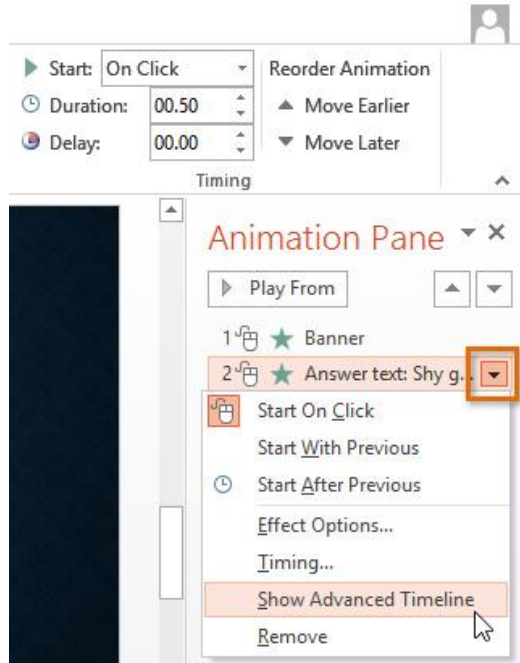 Start: On Click Reorder Animation
Duration: 00.50 Move Earlier
Delay: 00.00 Move Later
Timing
Animation Pane
Play From
1 Banner
2 Answer text: Shy g...
Start On Click
Start With Previous
Start After Previous
Effect Options...
Timing...
Show Advanced Timeline
Remove